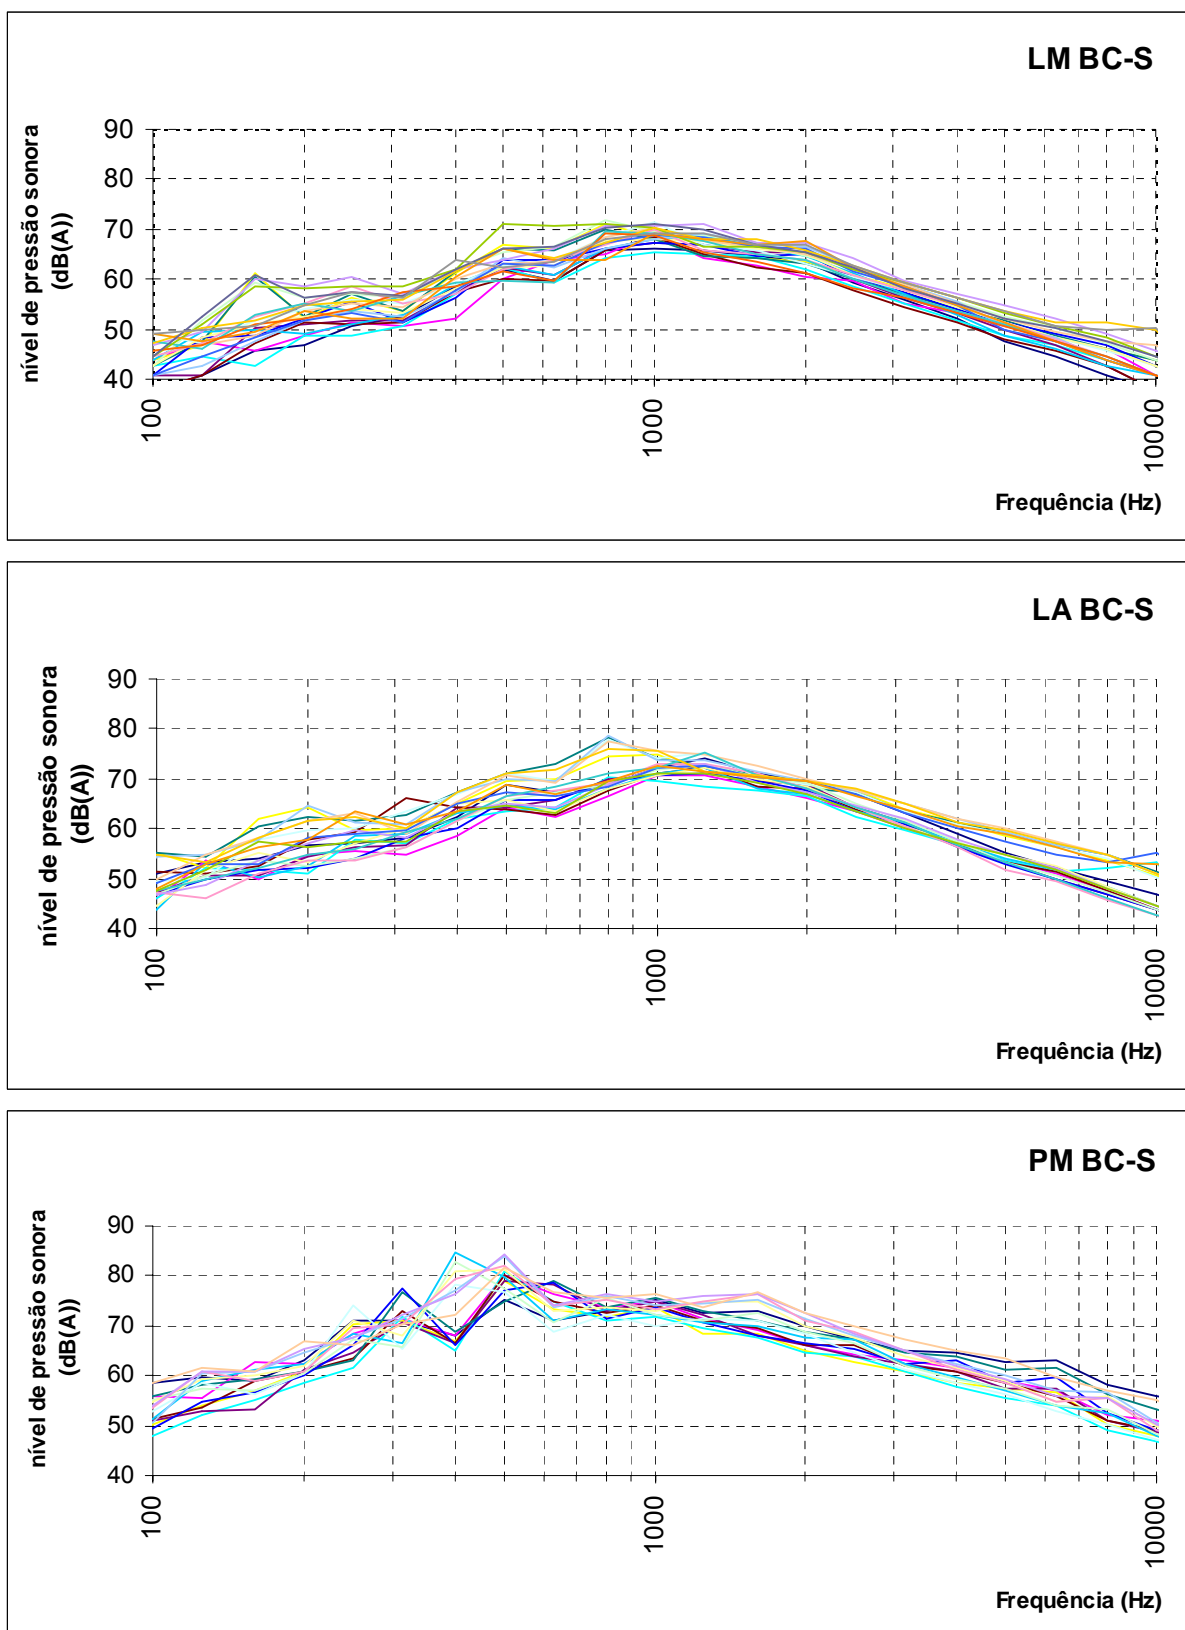 LM BC-S
nível de pressão sonora
(dB(A))
90
80
70
60
50
40
100
1000
10000
Frequência (Hz)
LA BC-S
nível de pressão sonora
(dB(A))
90
80
70
60
50
40
100
1000
10000
Frequência (Hz)
PM BC-S
nível de pressão sonora
(dB(A))
90
80
70
60
50
40
100
1000
10000
Frequência (Hz)